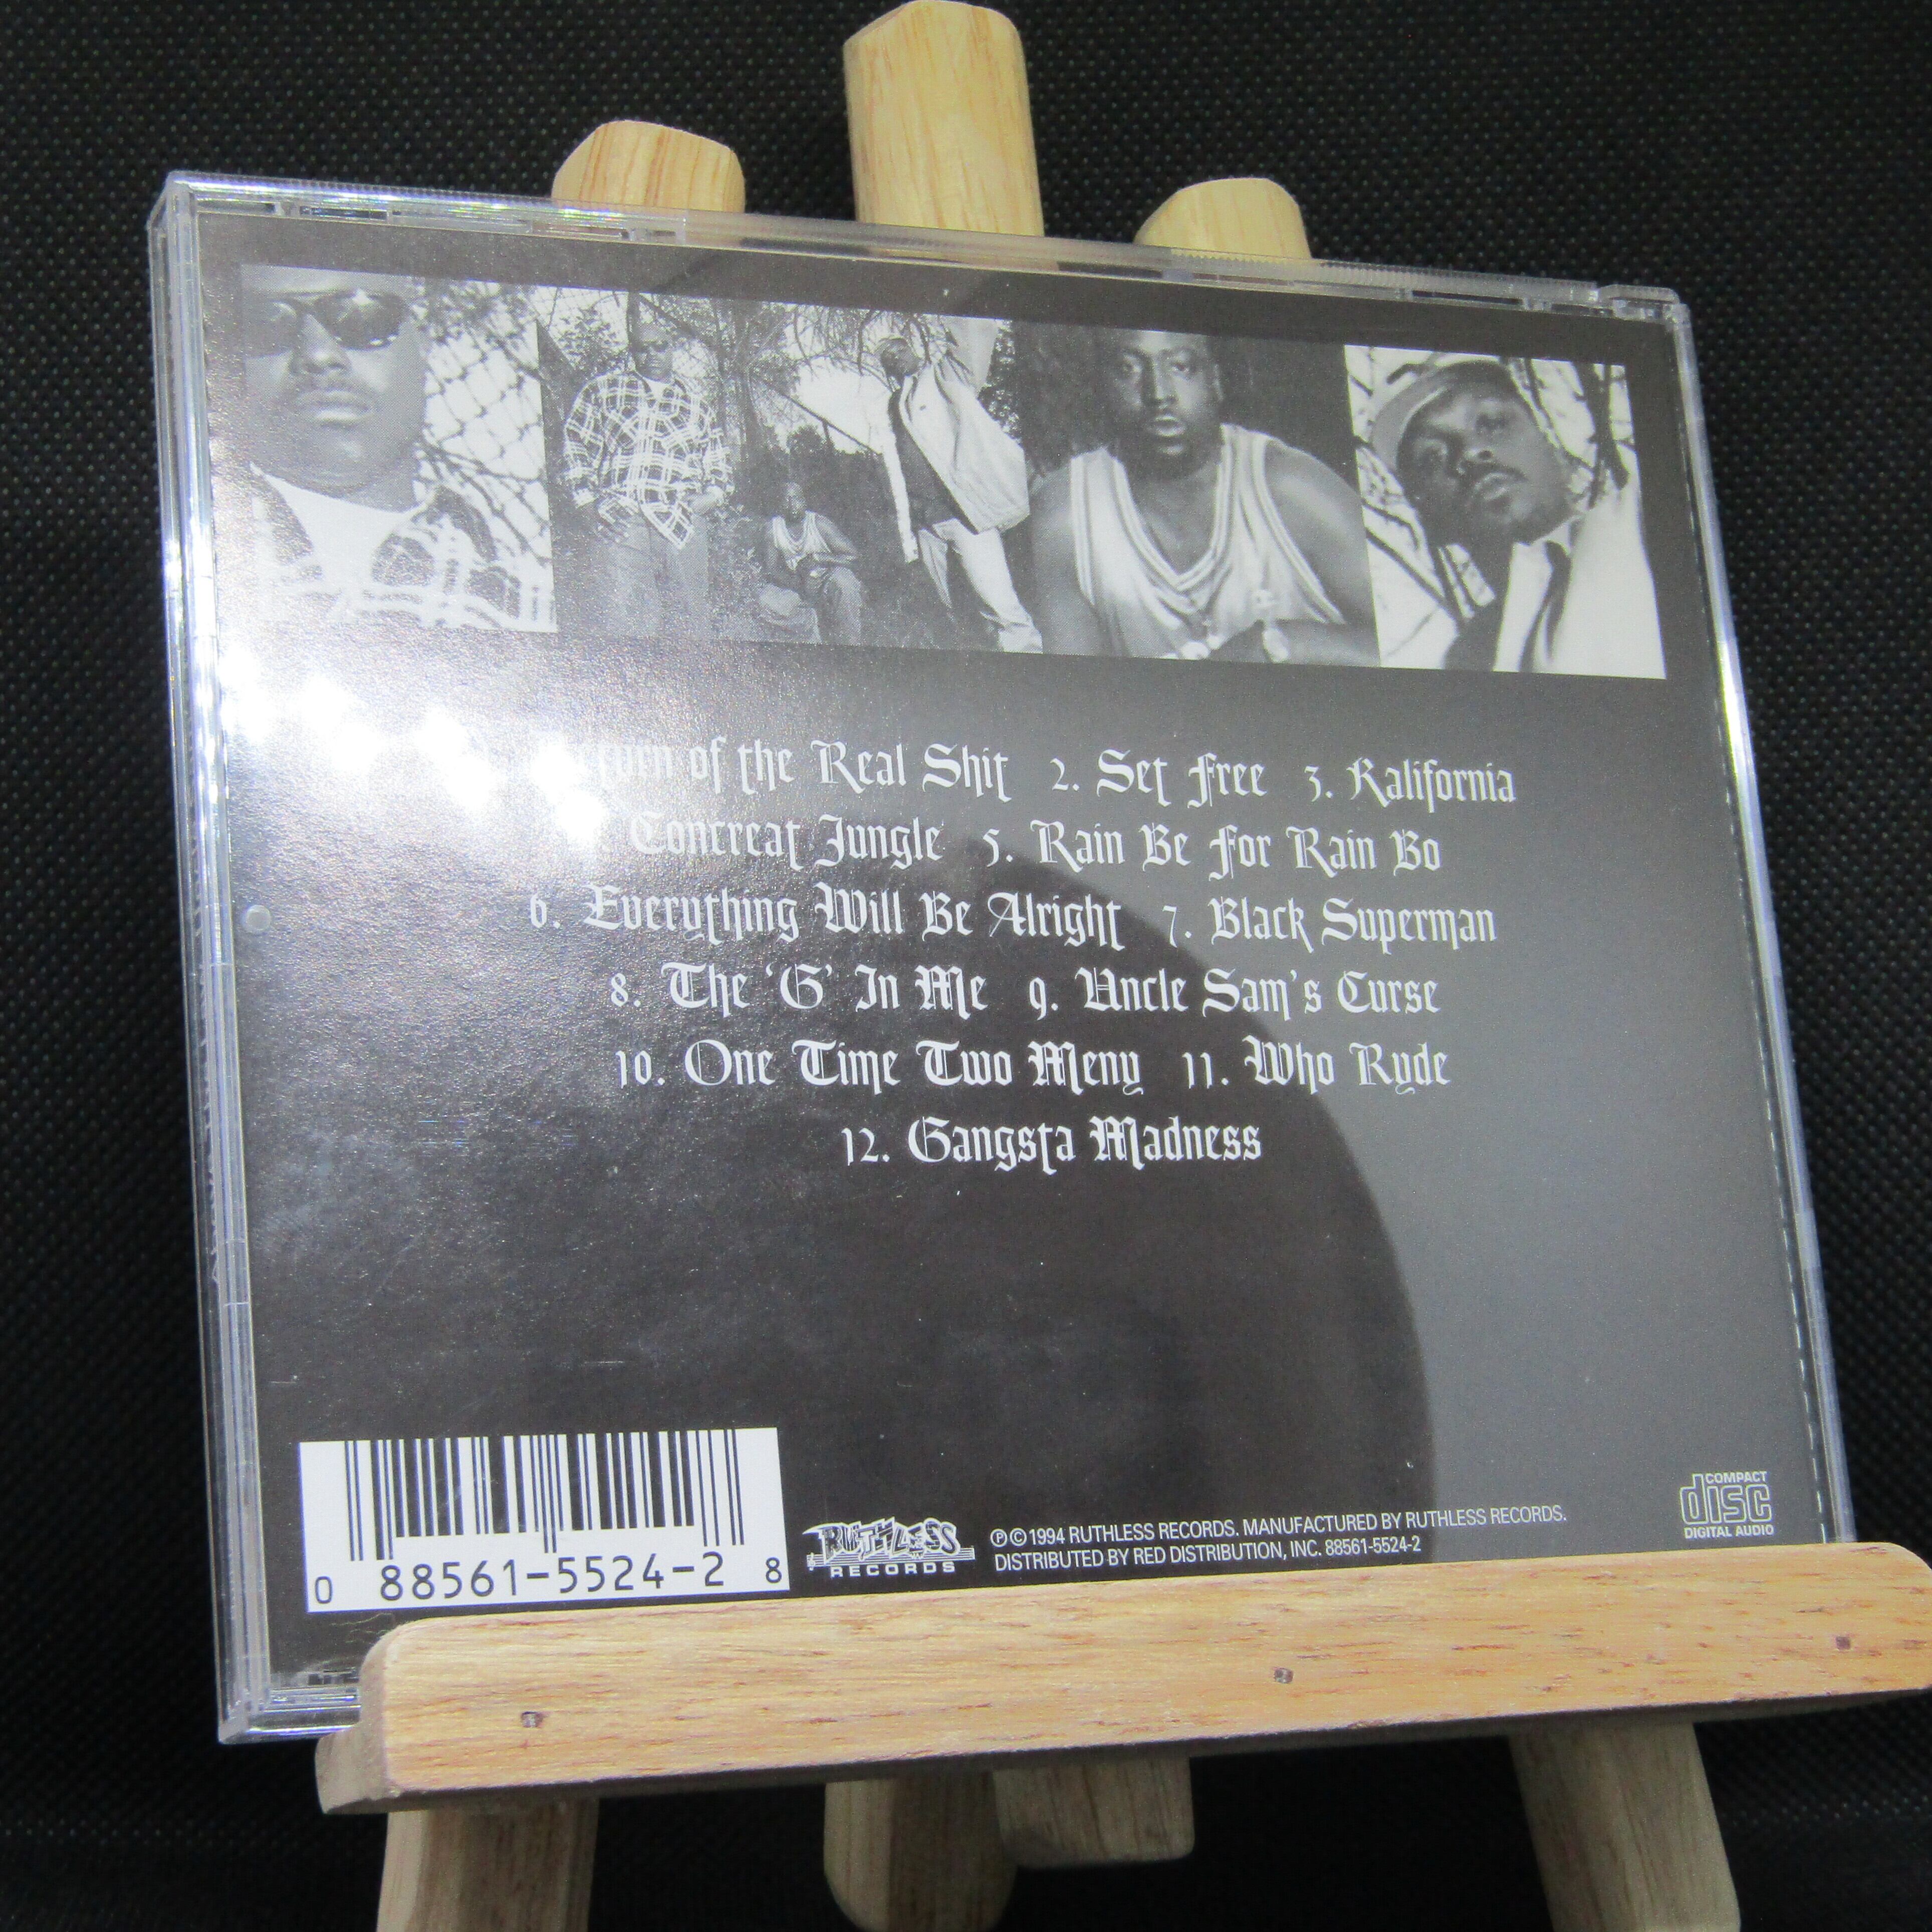 of the Real Shit 2. Set Free 3. Kalifornia
Concreat Jungle 5. Rain Be For Rain Bo
6. Everything Will Be Alright 7. Black Superman
8. The 'G' In Me 9. Uncle Sam's Curse
10. One Time Two Meny 11. Who Ryde
12. Gangsta Madness
0 88561-5524-2 8
RUTHLESS
RECORDS
℗©1994 RUTHLESS RECORDS. MANUFACTURED BY RUTHLESS RECORDS.
DISTRIBUTED BY RED DISTRIBUTION, INC. 88561-5524-2
COMPACT
disc
DIGITAL AUDIO